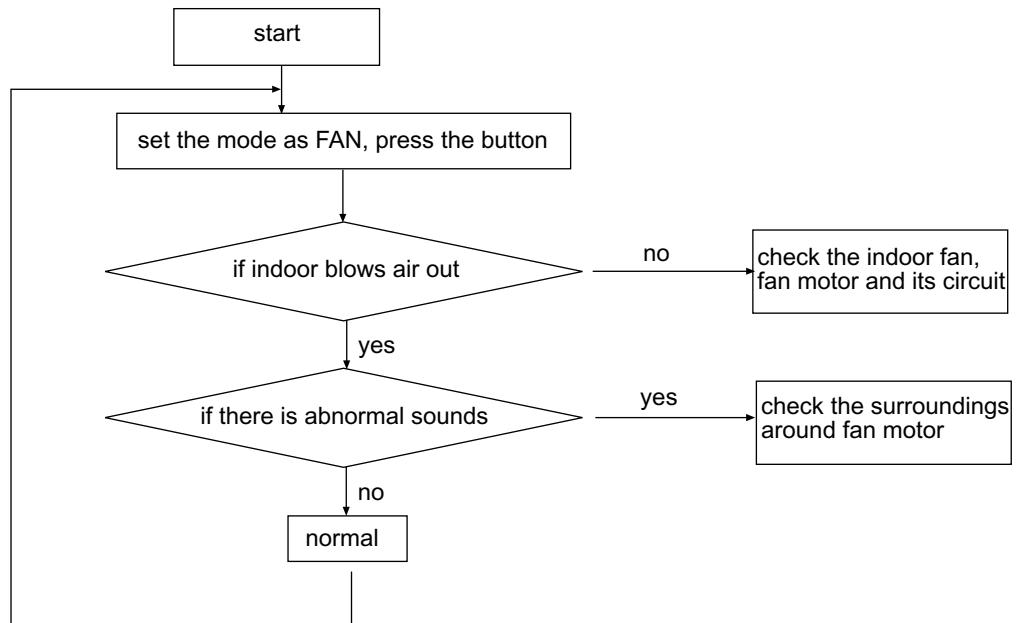 start
set the mode as FAN, press the button
if indoor blows air out
no
check the indoor fan,
fan motor and its circuit
yes
if there is abnormal sounds
yes
check the surroundings
around fan motor
no
normal